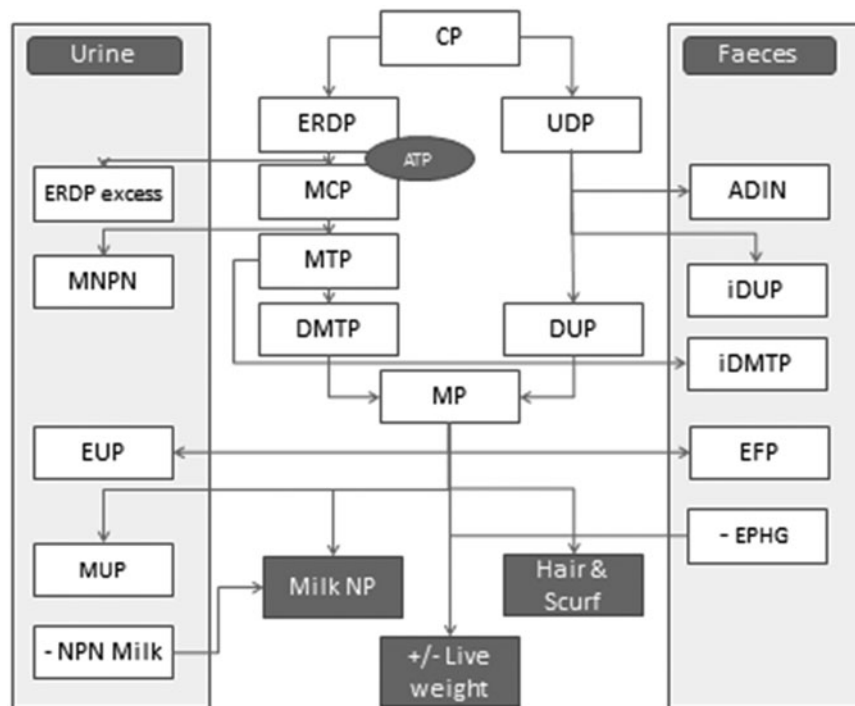 CP
Urine
Faeces
ERDP
UDP
ATP
ERDP excess
MCP
ADIN
MNPN
MTP
iDUP
DMTP
DUP
iDMTP
MP
EUP
EFP
- EPHG
MUP
Milk NP
Hair &
Scurf
- NPN Milk
+/- Live
weight